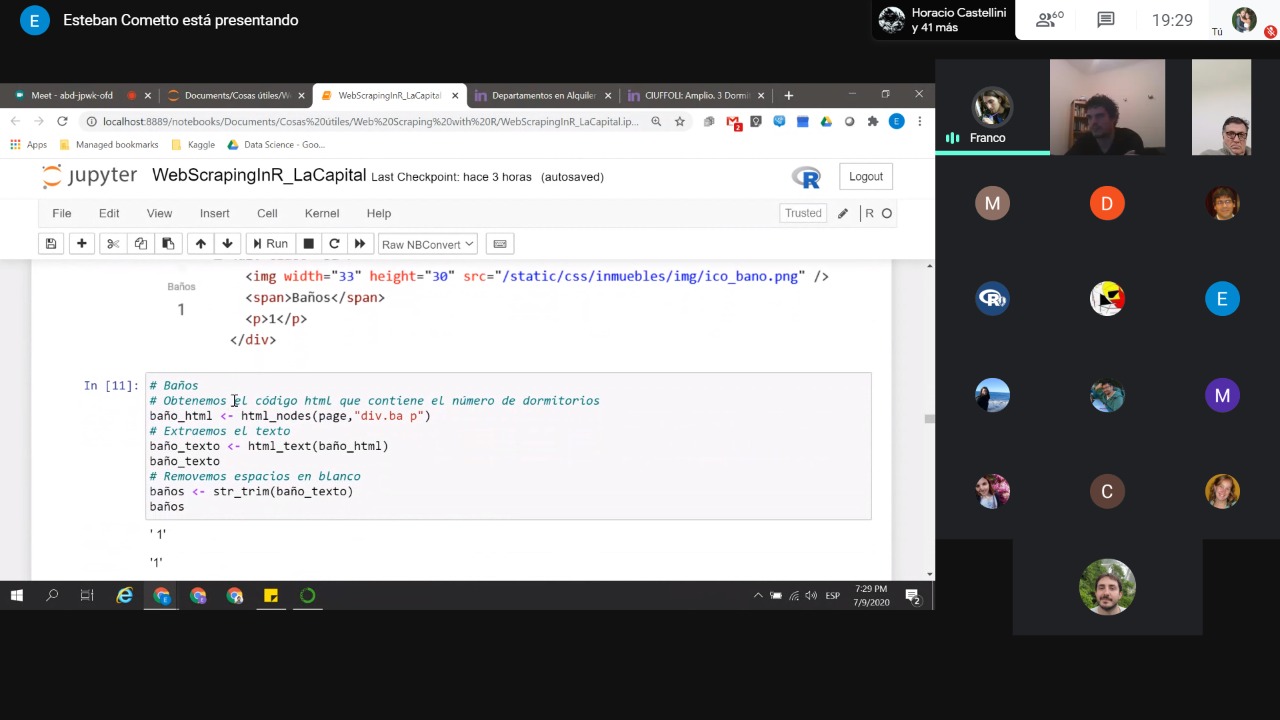 E Esteban Cometto está presentando
Horacio Castellini
y 41 más
60
19:29
Tú
Meet - abd-jpwk-ofd
Documents/Cosas útiles/W
WebScrapingInR_LaCapital
Departamentos en Alquiler
CIUFFOLI: Amplio. 3 Dormi
localhost:8889/notebooks/Documents/Cosas%20útiles/Web%20Scraping%20with%20R/WebScrapingInR_LaCapital.ip...
2
E
Apps Managed bookmarks Kaggle Data Science - Goo...
jupyter WebScrapingInR_LaCapital Last Checkpoint: hace 3 horas (autosaved)
R
Logout
File Edit View Insert Cell Kernel Help
Trusted
R
Run
Raw NBConvert
<img width="33" height="30" src="/static/css/inmuebles/img/ico_bano.png" />
Baños
<span>Baños</span>
1
<p>1</p>
</div>
In [11]:
# Baños
# Obtenemos el código html que contiene el número de dormitorios
baño_html <- html_nodes(page,"div.ba p")
# Extraemos el texto
baño_texto <- html_text(baño_html)
baño_texto
# Removemos espacios en blanco
baños <- str_trim(baño_texto)
baños
' 1'
'1'
ESP
7:29 PM
7/9/2020
2
Franco
M
D
R
E
M
C